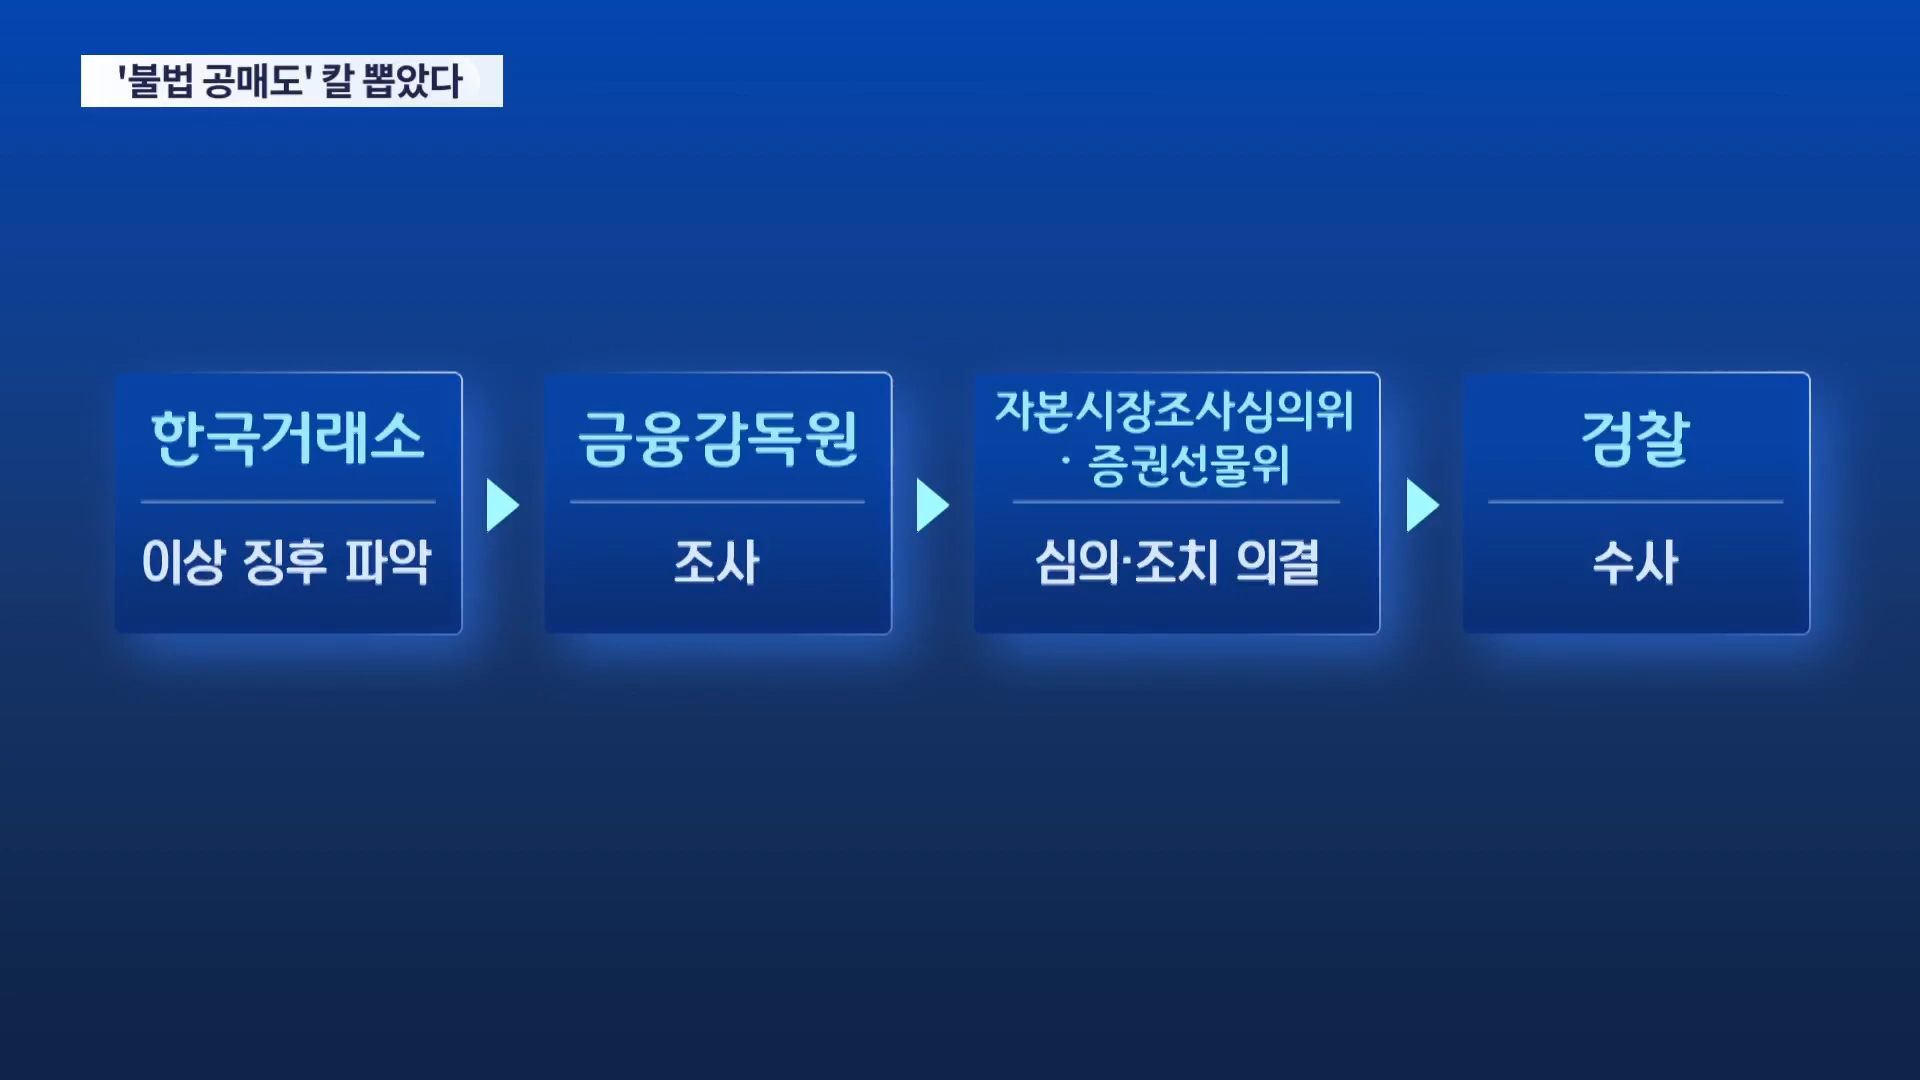 '불법 공매도' 칼 뽑았다
한국거래소
이상 징후 파악
금융감독원
조사
자본시장조사심의위
· 증권선물위
심의·조치 의결
검찰
수사